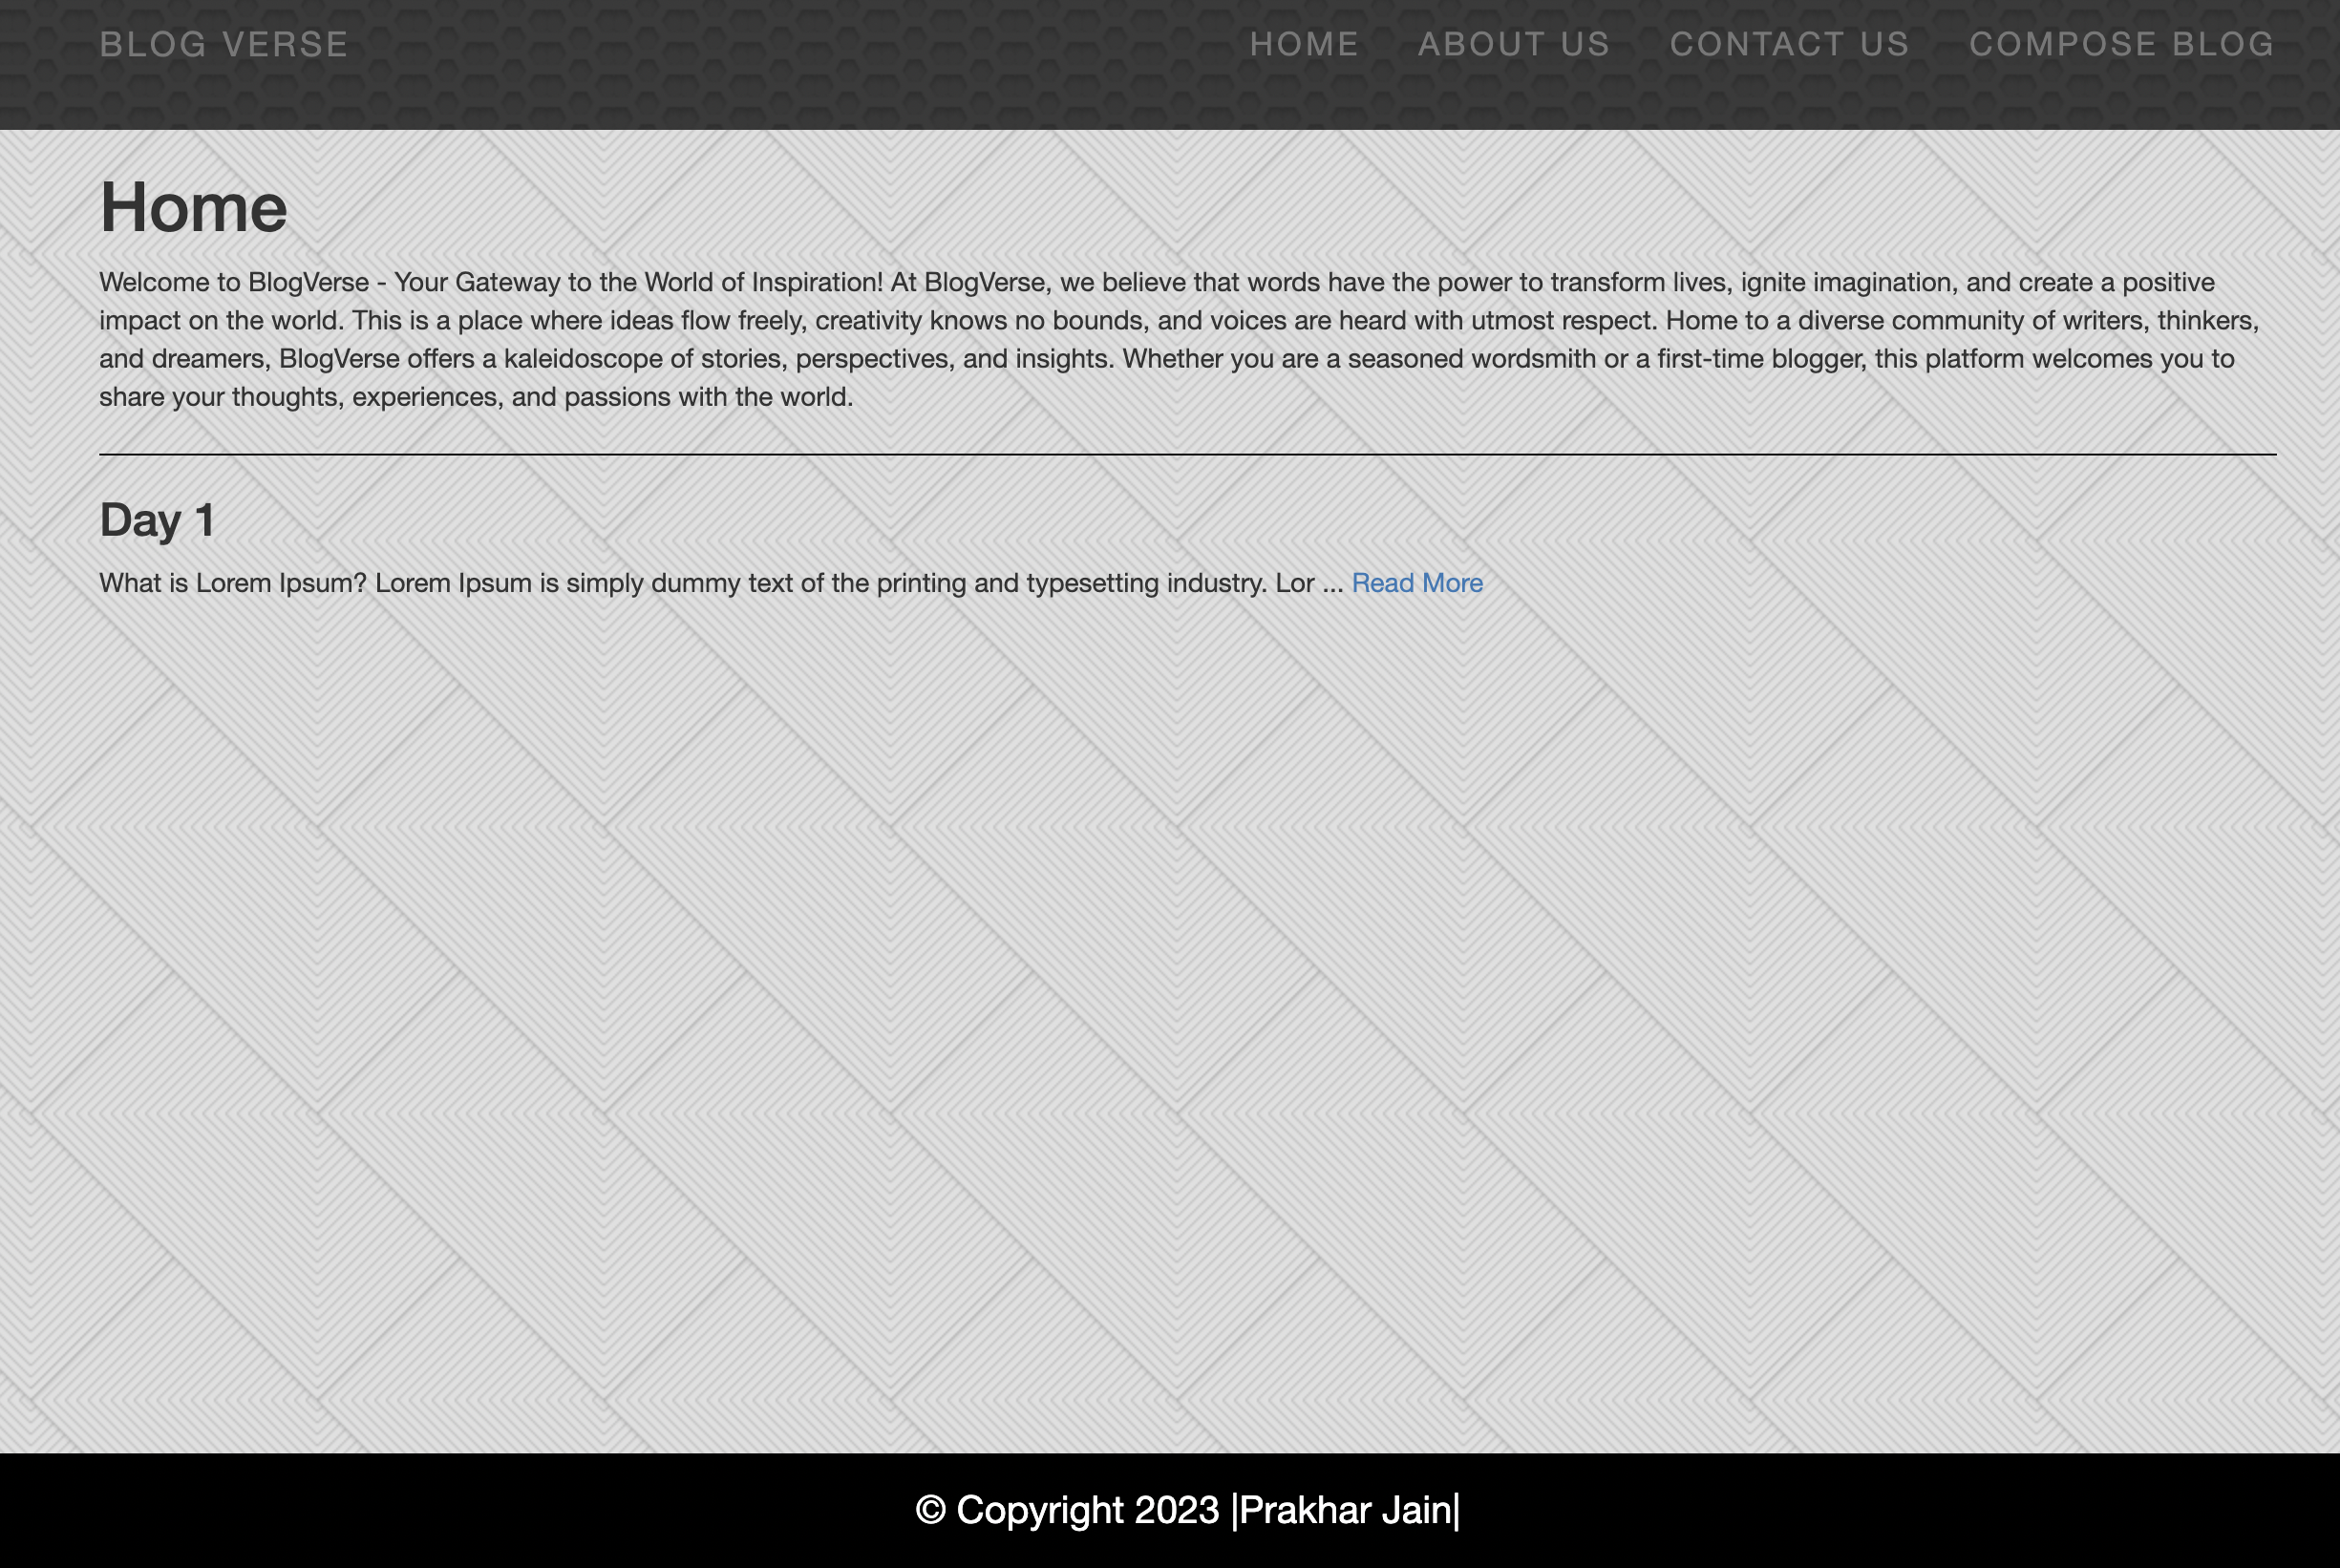 BLOG VERSE HOME ABOUT US CONTACT US COMPOSE BLOG
Home
Welcome to BlogVerse - Your Gateway to the World of Inspiration! At BlogVerse, we believe that words have the power to transform lives, ignite imagination, and create a positive
impact on the world. This is a place where ideas flow freely, creativity knows no bounds, and voices are heard with utmost respect. Home to a diverse community of writers, thinkers,
and dreamers, BlogVerse offers a kaleidoscope of stories, perspectives, and insights. Whether you are a seasoned wordsmith or a first-time blogger, this platform welcomes you to
share your thoughts, experiences, and passions with the world.
Day 1
What is Lorem Ipsum? Lorem Ipsum is simply dummy text of the printing and typesetting industry. Lor ... Read More
© Copyright 2023 |Prakhar Jain|